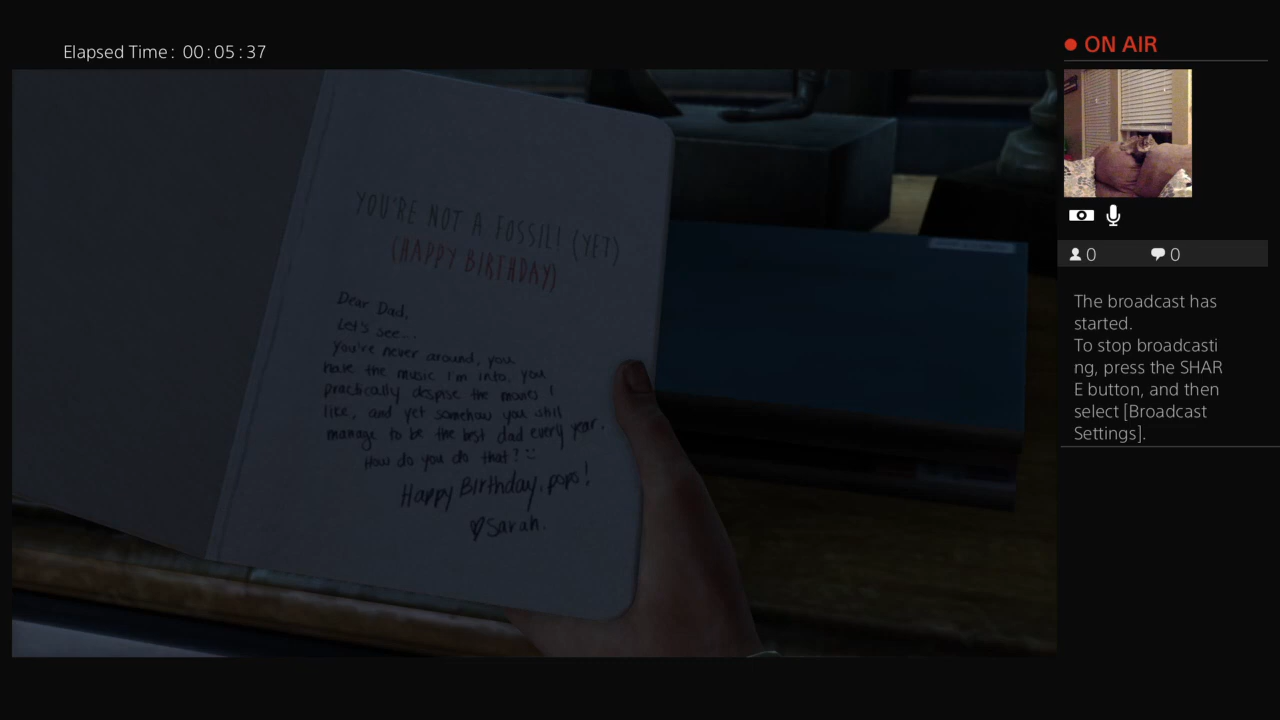 Elapsed Time: 00:05:37
ON AIR
0
0
The broadcast has
started.
To stop broadcasti
ng, press the SHAR
E button, and then
select [Broadcast
Settings].
YOU'RE NOT A FOSSIL! (YET)
(HAPPY BIRTHDAY)
Dear Dad,
Let's see...
You're never around, you
hate the music I'm into, you
practically despise the movies I
like, and yet somehow you still
manage to be the best dad every year.
How do you do that? :)
Happy Birthday, pops!
♡Sarah.